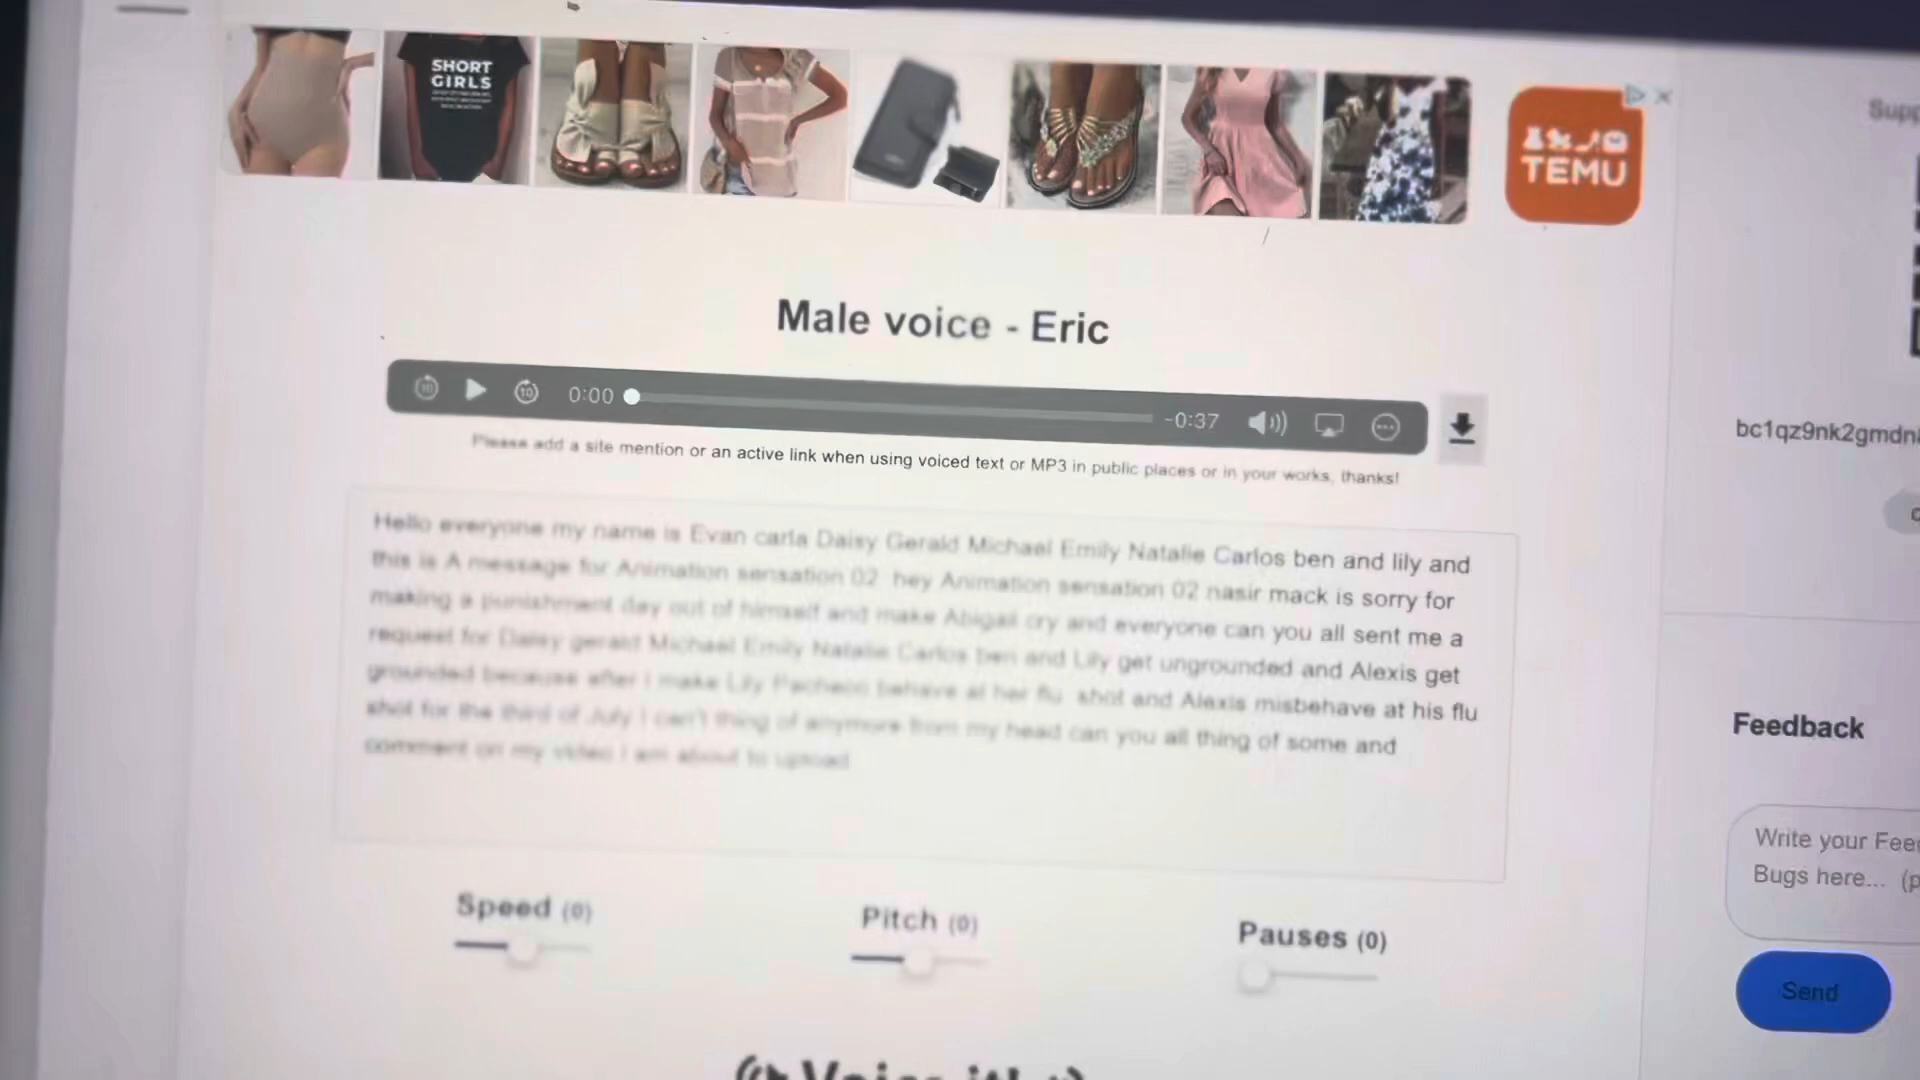 SHORT
GIRLS
TEMU
Supp
Male voice - Eric
10
10
0:00
-0:37
Please add a site mention or an active link when using voiced text or MP3 in public places or in your works, thanks!
bc1qz9nk2gmdn
Hello everyone my name is Evan carla Daisy Gerald Michael Emily Natalie Carlos ben and lily and
this is A message for Animation sensation 02 hey Animation sensation 02 nasir mack is sorry for
making a punishment day out of himself and make Abigail cry and everyone can you all sent me a
request for Daisy gerald Michael Emily Natalie Carlos ben and Lily get ungrounded and Alexis get
grounded because after I make Lily Pacheco behave at her flu shot and Alexis misbehave at his flu
shot for the third of July I can't thing of anymore from my head can you all thing of some and
comment on my video I am about to upload
Feedback
Write your Fee
Bugs here... (p
Send
Speed (0)
Pitch (0)
Pauses (0)
Voice it!